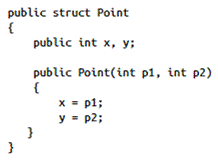 public struct Point
{
    public int x, y;

    public Point(int p1, int p2)
    {
        x = p1;
        y = p2;
    }
}